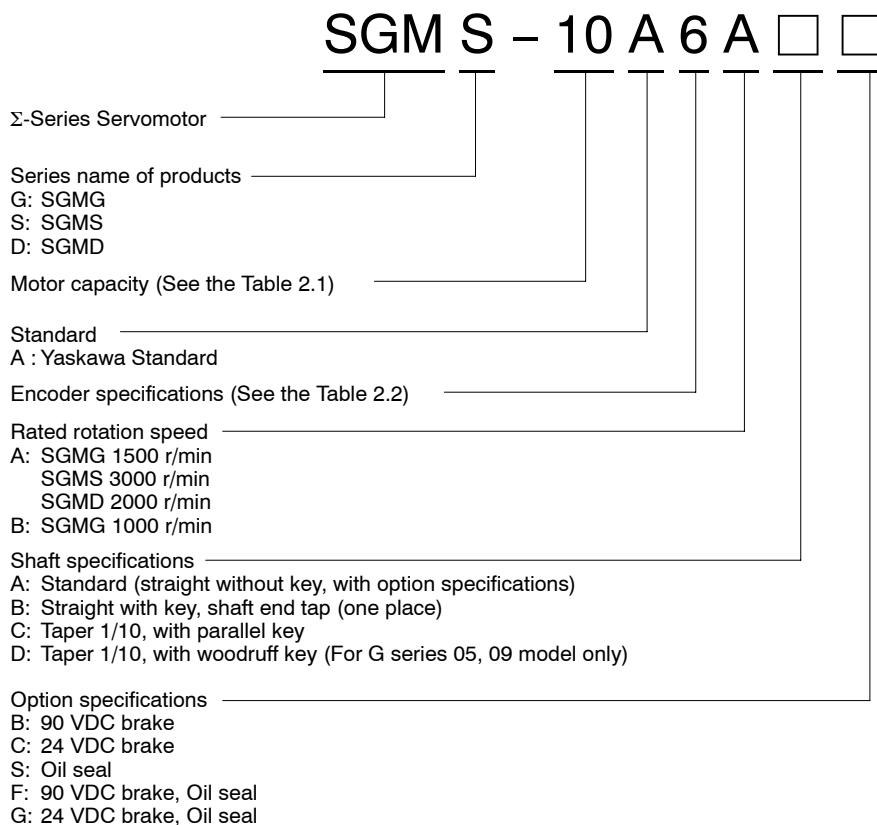 SGM S – 10 A 6 A □ □
Σ-Series Servomotor
Series name of products
G: SGMG
S: SGMS
D: SGMD
Motor capacity (See the Table 2.1)
Standard
A : Yaskawa Standard
Encoder specifications (See the Table 2.2)
Rated rotation speed
A: SGMG 1500 r/min
SGMS 3000 r/min
SGMD 2000 r/min
B: SGMG 1000 r/min
Shaft specifications
A: Standard (straight without key, with option specifications)
B: Straight with key, shaft end tap (one place)
C: Taper 1/10, with parallel key
D: Taper 1/10, with woodruff key (For G series 05, 09 model only)
Option specifications
B: 90 VDC brake
C: 24 VDC brake
S: Oil seal
F: 90 VDC brake, Oil seal
G: 24 VDC brake, Oil seal